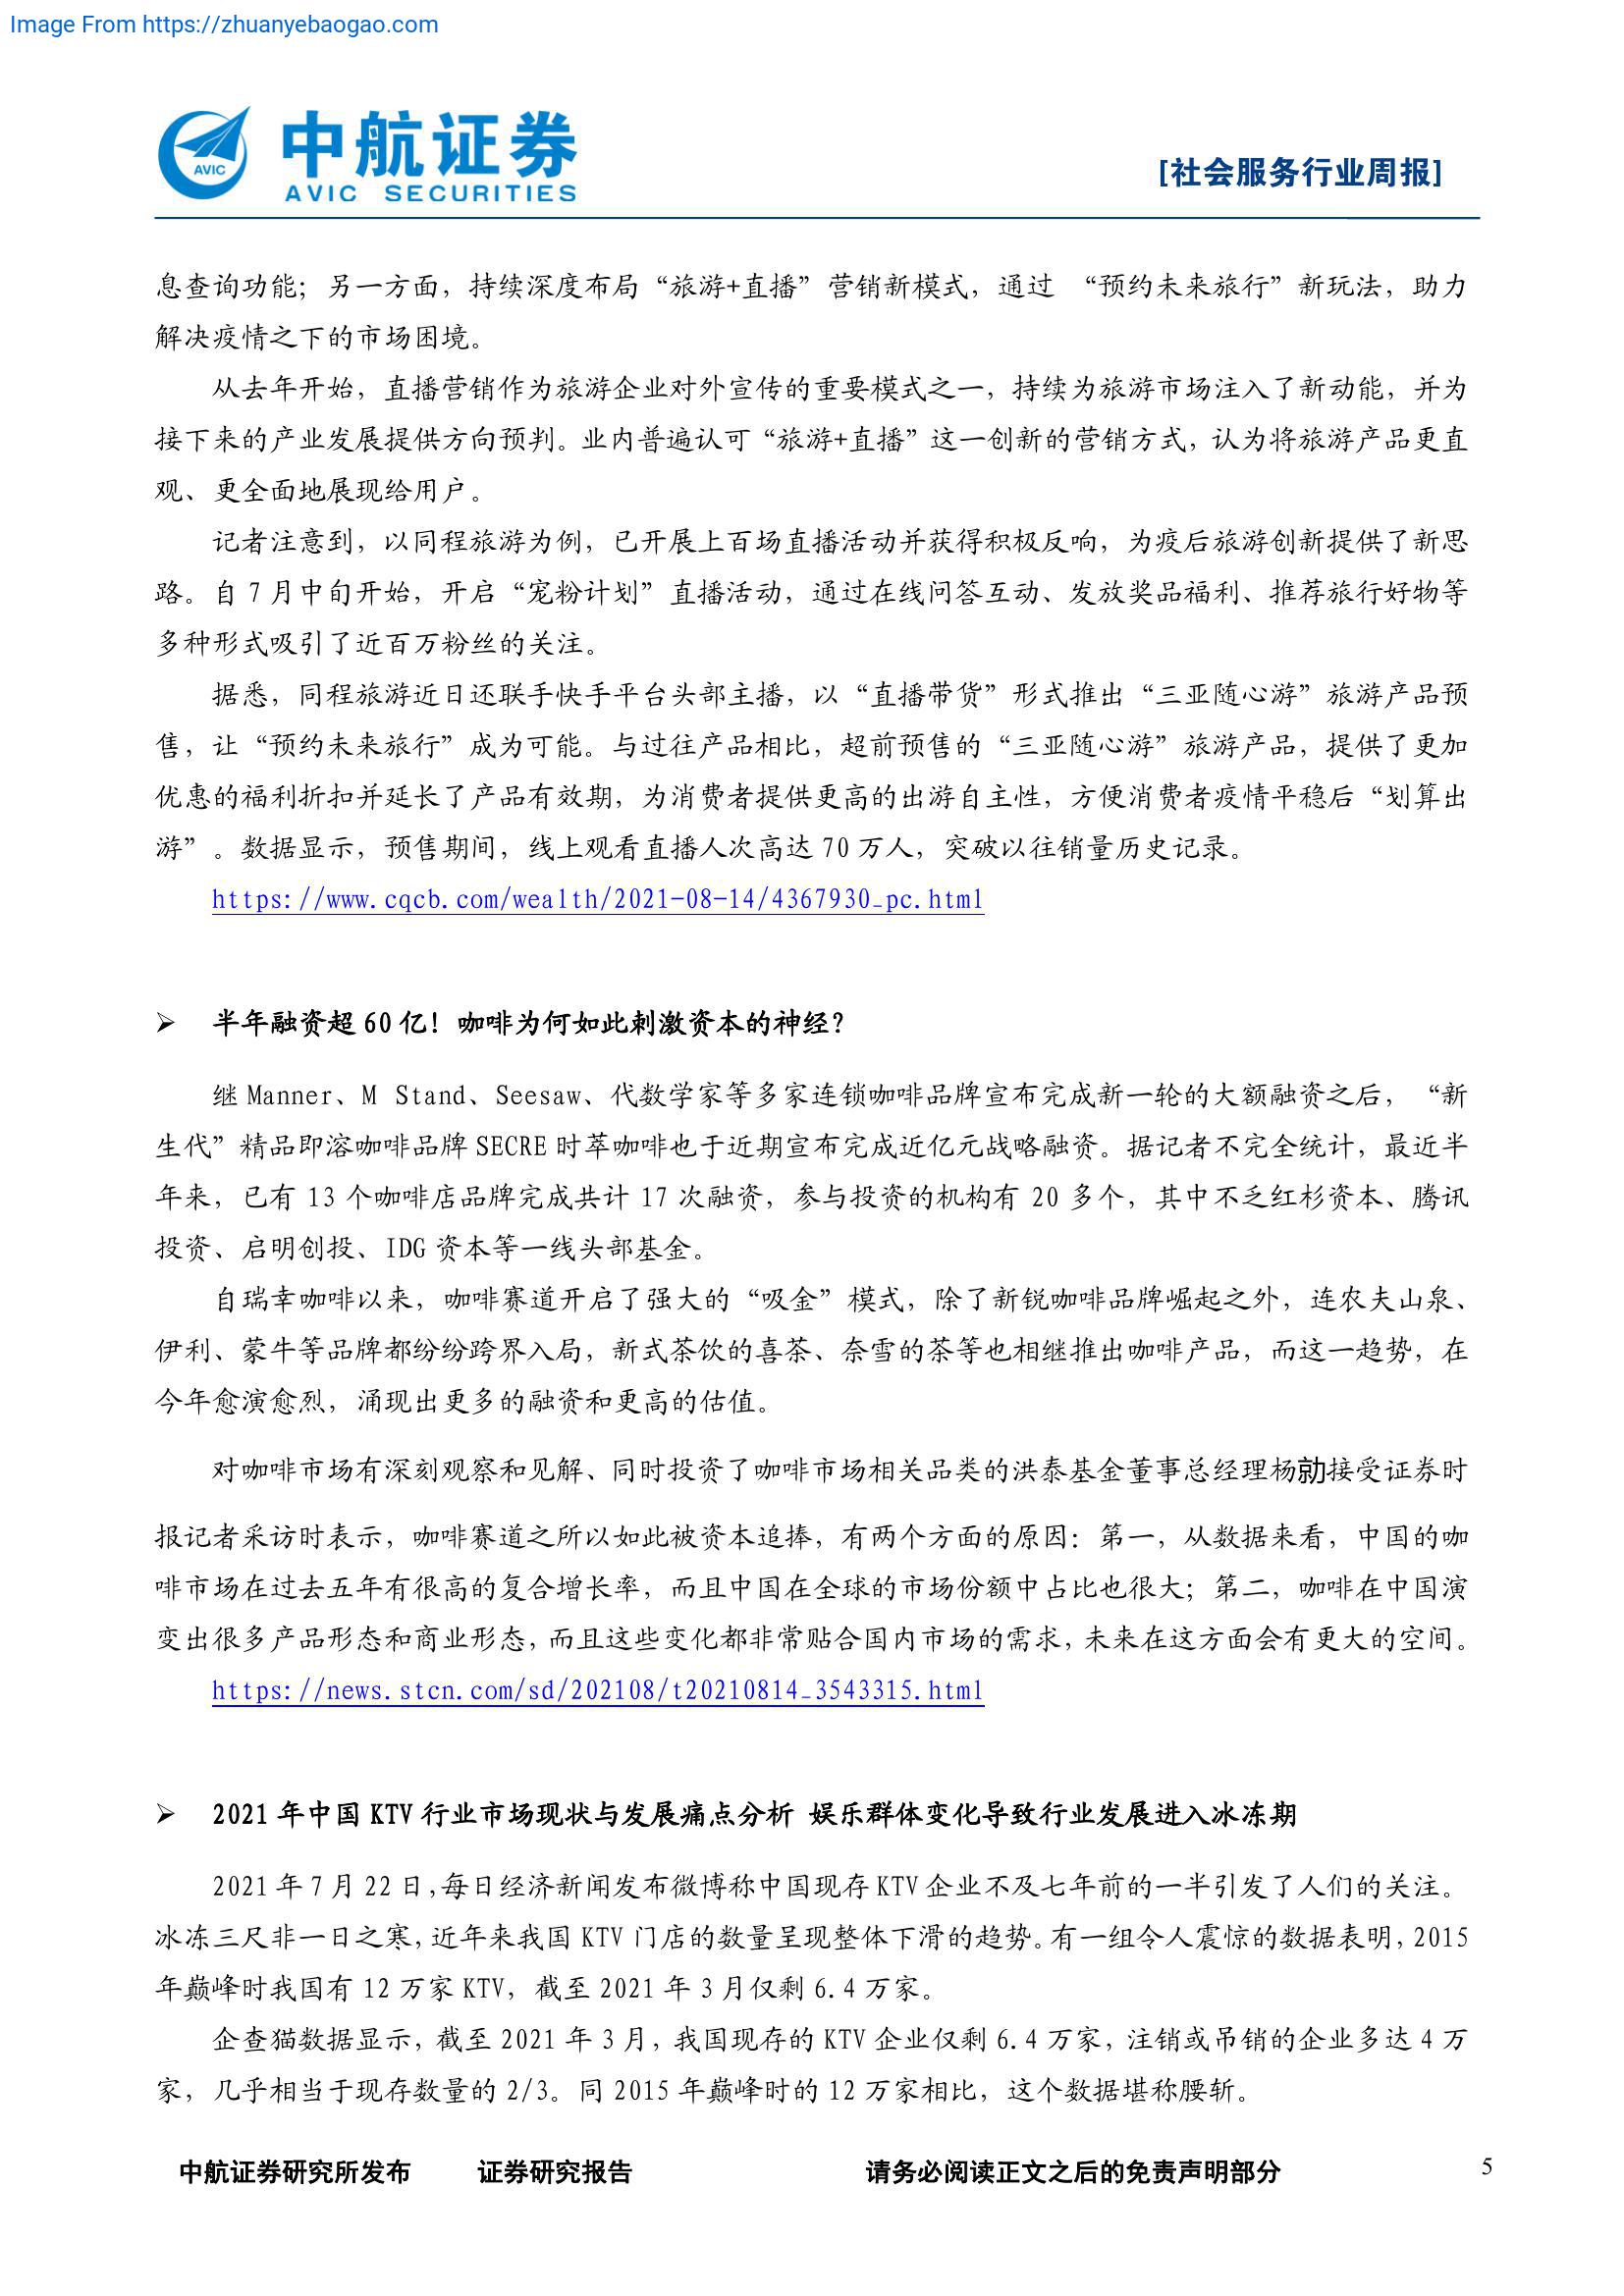 Image From https://zhuanyebaogao.com
AVIC
中航证券
AVIC SECURITIES
[社会服务行业周报]
息查询功能；另一方面，持续深度布局“旅游+直播”营销新模式，通过 “预约未来旅行”新玩法，助力
解决疫情之下的市场困境。
从去年开始，直播营销作为旅游企业对外宣传的重要模式之一，持续为旅游市场注入了新动能，并为
接下来的产业发展提供方向预判。业内普遍认可“旅游+直播”这一创新的营销方式，认为将旅游产品更直
观、更全面地展现给用户。
记者注意到，以同程旅游为例，已开展上百场直播活动并获得积极反响，为疫后旅游创新提供了新思
路。自 7 月中旬开始，开启“宠粉计划”直播活动，通过在线问答互动、发放奖品福利、推荐旅行好物等
多种形式吸引了近百万粉丝的关注。
据悉，同程旅游近日还联手快手平台头部主播，以“直播带货”形式推出“三亚随心游”旅游产品预
售，让“预约未来旅行”成为可能。与过往产品相比，超前预售的“三亚随心游”旅游产品，提供了更加
优惠的福利折扣并延长了产品有效期，为消费者提供更高的出游自主性，方便消费者疫情平稳后“划算出
游”。数据显示，预售期间，线上观看直播人次高达 70 万人，突破以往销量历史记录。
https://www.cqcb.com/wealth/2021-08-14/4367930_pc.html
➢ 半年融资超 60 亿！咖啡为何如此刺激资本的神经？
继 Manner、M Stand、Seesaw、代数学家等多家连锁咖啡品牌宣布完成新一轮的大额融资之后，“新
生代”精品即溶咖啡品牌 SECRE 时萃咖啡也于近期宣布完成近亿元战略融资。据记者不完全统计，最近半
年来，已有 13 个咖啡店品牌完成共计 17 次融资，参与投资的机构有 20 多个，其中不乏红杉资本、腾讯
投资、启明创投、IDG 资本等一线头部基金。
自瑞幸咖啡以来，咖啡赛道开启了强大的“吸金”模式，除了新锐咖啡品牌崛起之外，连农夫山泉、
伊利、蒙牛等品牌都纷纷跨界入局，新式茶饮的喜茶、奈雪的茶等也相继推出咖啡产品，而这一趋势，在
今年愈演愈烈，涌现出更多的融资和更高的估值。
对咖啡市场有深刻观察和见解、同时投资了咖啡市场相关品类的洪泰基金董事总经理杨勍接受证券时
报记者采访时表示，咖啡赛道之所以如此被资本追捧，有两个方面的原因：第一，从数据来看，中国的咖
啡市场在过去五年有很高的复合增长率，而且中国在全球的市场份额中占比也很大；第二，咖啡在中国演
变出很多产品形态和商业形态，而且这些变化都非常贴合国内市场的需求，未来在这方面会有更大的空间。
https://news.stcn.com/sd/202108/t20210814_3543315.html
➢ 2021 年中国 KTV 行业市场现状与发展痛点分析 娱乐群体变化导致行业发展进入冰冻期
2021 年 7 月 22 日，每日经济新闻发布微博称中国现存 KTV 企业不及七年前的一半引发了人们的关注。
冰冻三尺非一日之寒，近年来我国 KTV 门店的数量呈现整体下滑的趋势。有一组令人震惊的数据表明，2015
年巅峰时我国有 12 万家 KTV，截至 2021 年 3 月仅剩 6.4 万家。
企查猫数据显示，截至 2021 年 3 月，我国现存的 KTV 企业仅剩 6.4 万家，注销或吊销的企业多达 4 万
家，几乎相当于现存数量的 2/3。同 2015 年巅峰时的 12 万家相比，这个数据堪称腰斩。
中航证券研究所发布 证券研究报告 请务必阅读正文之后的免责声明部分 5